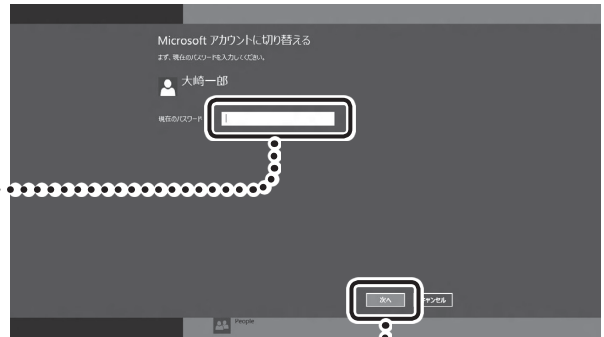 Microsoft アカウントに切り替える
まず、現在のパスワードを入力してください。
大崎一郎
現在のパスワード
次へ
キャンセル
People